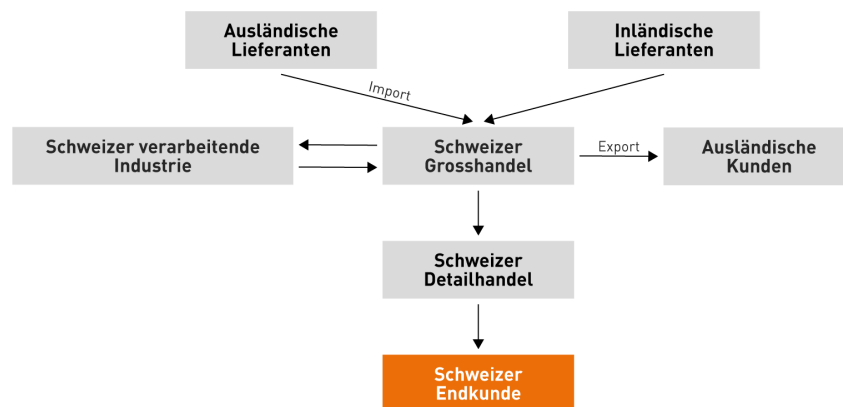 Ausländische
Lieferanten
Inländische
Lieferanten
Import
Schweizer verarbeitende
Industrie
Schweizer
Grosshandel
Export
Ausländische
Kunden
Schweizer
Detailhandel
Schweizer
Endkunde